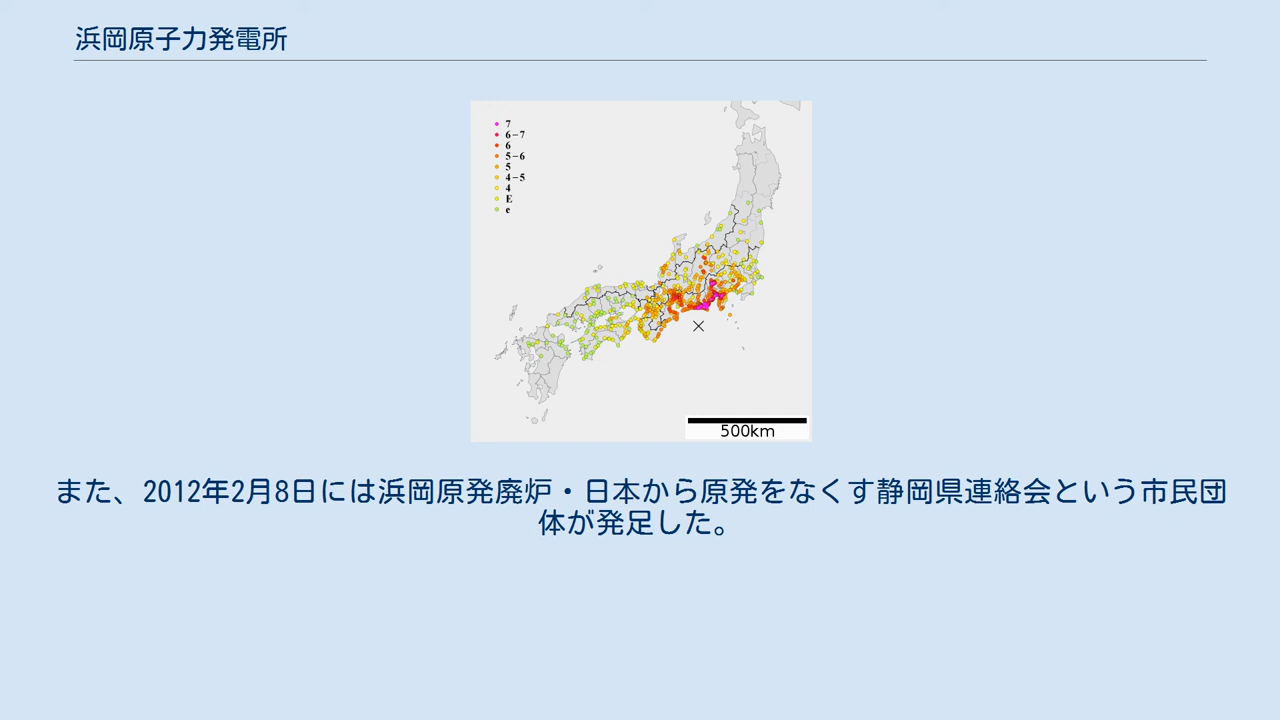 浜岡原子力発電所
7
6-7
6
5-6
5
4-5
4
E
e
500km
また、2012年2月8日には浜岡原発廃炉・日本から原発をなくす静岡県連絡会という市民団
体が発足した。